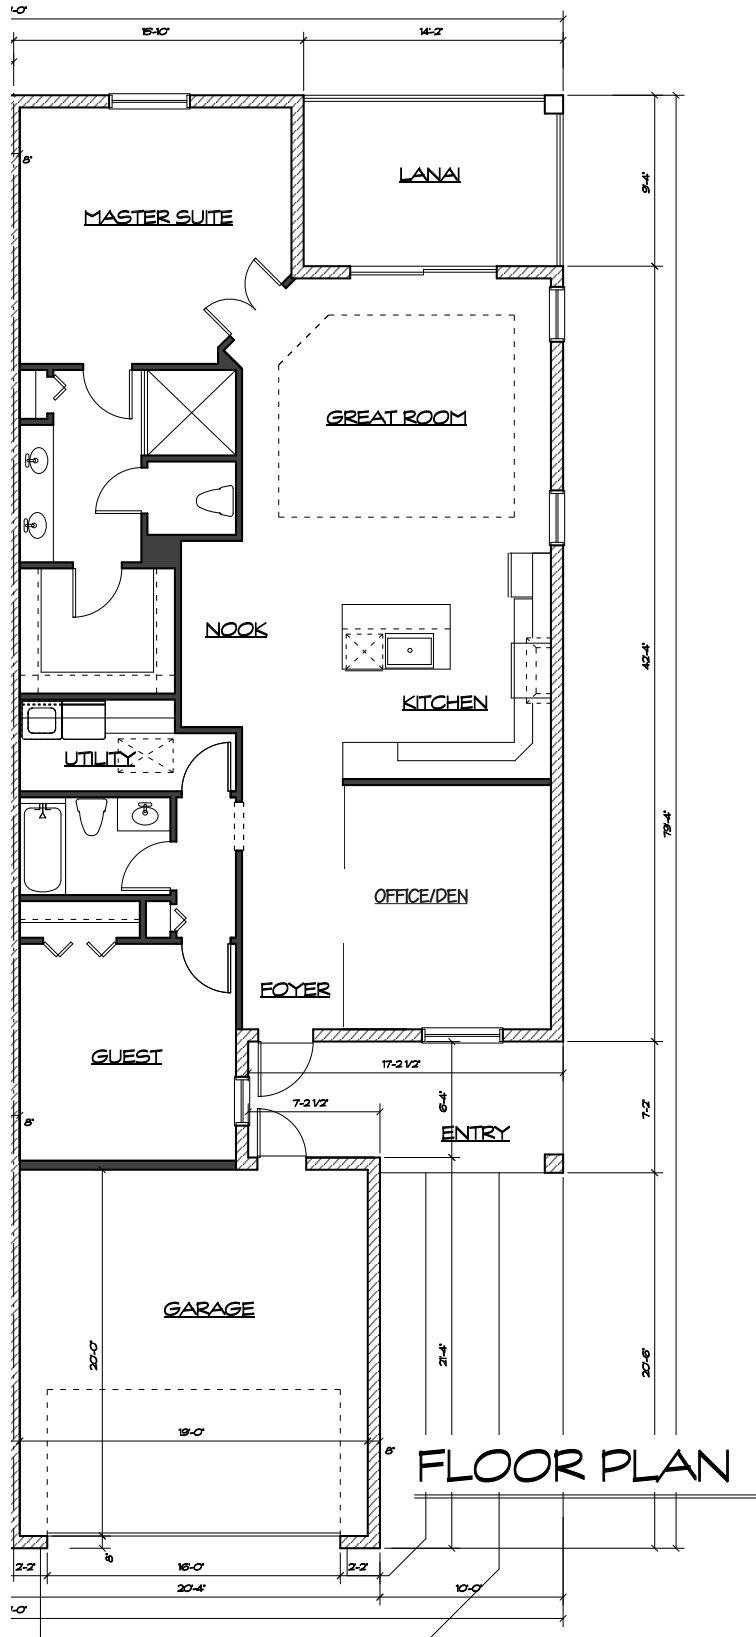 '-0"
15'-10"
14'-2"
8"
LANAI
9'-4"
MASTER SUITE
GREAT ROOM
NOOK
42'-4"
KITCHEN
UTILITY
79'-4"
OFFICE/DEN
FOYER
GUEST
17'-2 1/2"
7'-2 1/2"
6'-4"
7'-2"
8"
ENTRY
GARAGE
20'-0"
21'-4"
20'-6"
19'-0"
8"
FLOOR PLAN
8"
2'-2"
16'-0"
2'-2"
20'-4"
10'-0"
'-0"